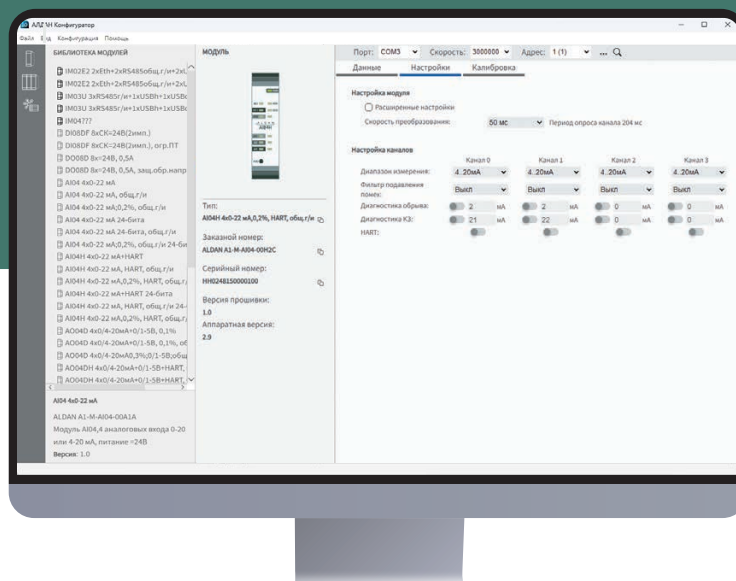 АЛДАН Конфигуратор
Файл Вид Конфигурация Помощь
БИБЛИОТЕКА МОДУЛЕЙ
IM02E2 2xEth+2xRS485общ.г/и+2xU
IM02E2 2xEth+2xRS485общ.г/и+2xU
IM03U 3xRS485г/и+1xUSBh+1xUSBd
IM03U 3xRS485г/и+1xUSBh+1xUSBd
IM04???
DI08DF 8xСК=24В(2имп.)
DI08DF 8xСК=24В(2имп.), огр.ПТ
DO08D 8x=24В, 0,5А
DO08D 8x=24В, 0,5А, защ.обр.напр
AI04 4x0-22 мА
AI04 4x0-22 мА, общ.г/и
AI04 4x0-22 мА;0,2%, общ.г/и
AI04 4x0-22 мА 24-бита
AI04 4x0-22 мА 24-бита, общ.г/и
AI04 4x0-22 мА;0,2%, общ.г/и 24-би
AI04H 4x0-22 мА+HART
AI04H 4x0-22 мА, HART, общ.г/и
AI04H 4x0-22 мА,0,2%, HART, общ.г/
AI04H 4x0-22 мА+HART 24-бита
AI04H 4x0-22 мА, HART, общ.г/и 24-
AI04H 4x0-22 мА,0,2%, HART, общ.г/
AO04D 4x0/4-20мА+0/1-5В, 0,1%
AO04D 4x0/4-20мА+0/1-5В, 0,1%, об
AO04D 4x0/4-20мА0,3%;0/1-5В;общ
AO04DH 4x0/4-20мА+0/1-5В+HART,
AO04DH 4x0/4-20мА+0/1-5В+HART,
AI04 4x0-22 мА
ALDAN A1-M-AI04-00A1A
Модуль AI04,4 аналоговых входа 0-20
или 4-20 мА, питание =24В
Версия: 1.0
МОДУЛЬ
АЛДАН
AI04H
Тип:
AI04H 4x0-22 мА,0,2%, HART, общ.г/и
Заказной номер:
ALDAN A1-M-AI04-00H2C
Серийный номер:
HH0248150000100
Версия прошивки:
1.0
Аппаратная версия:
2.9
Порт: COM3 Скорость: 3000000 Адрес: 1 (1) ...
Данные Настройки Калибровка
Настройка модуля
Расширенные настройки
Скорость преобразования: 50 мс Период опроса канала 204 мс
Настройка каналов
Канал 0 Канал 1 Канал 2 Канал 3
Диапазон измерения: 4..20мА 4..20мА 4..20мА 4..20мА
Фильтр подавления
помех: Выкл Выкл Выкл Выкл
Диагностика обрыва: 2 мА 2 мА 0 мА 0 мА
Диагностика КЗ: 21 мА 22 мА 0 мА 0 мА
HART: